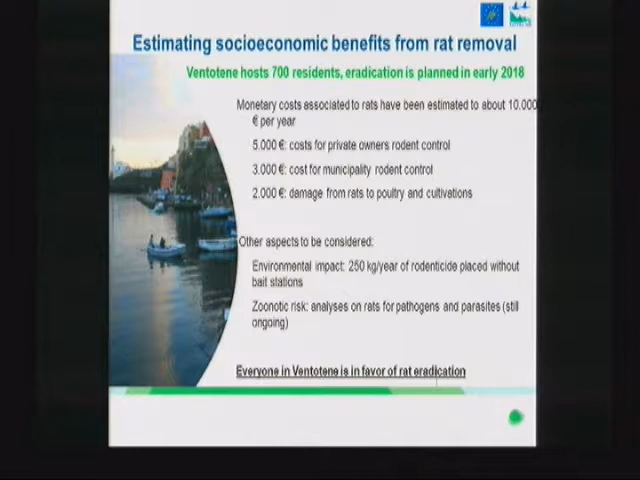 Estimating socioeconomic benefits from rat removal
Ventotene hosts 700 residents, eradication is planned in early 2018
Monetary costs associated to rats have been estimated to about 10.000
€ per year
5.000 €: costs for private owners rodent control
3.000 €: cost for municipality rodent control
2.000 €: damage from rats to poultry and cultivations
Other aspects to be considered:
Environmental impact: 250 kg/year of rodenticide placed without
bait stations
Zoonotic risk: analyses on rats for pathogens and parasites (still
ongoing)
Everyone in Ventotene is in favor of rat eradication